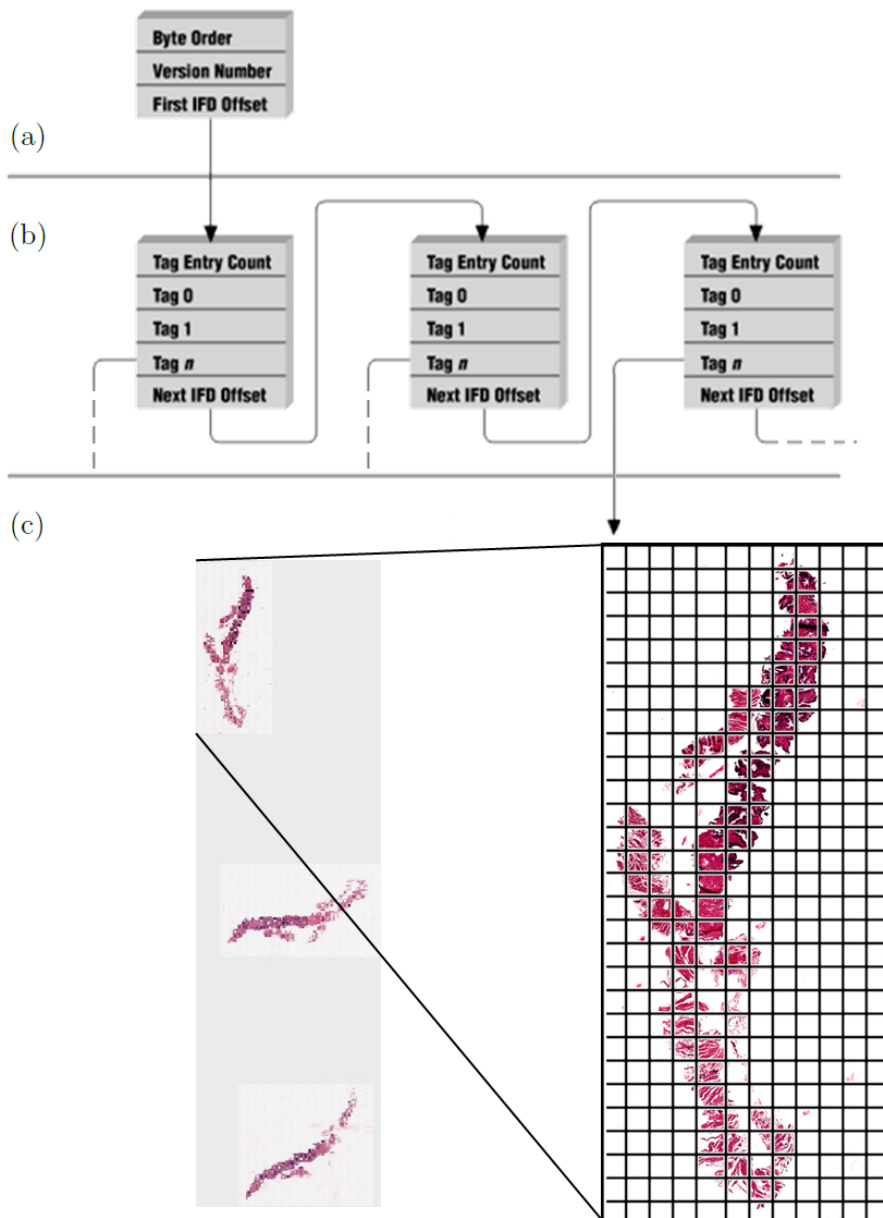 Byte Order
Version Number
First IFD Offset
(a)
(b)
Tag Entry Count
Tag 0
Tag 1
Tag n
Next IFD Offset
Tag Entry Count
Tag 0
Tag 1
Tag n
Next IFD Offset
Tag Entry Count
Tag 0
Tag 1
Tag n
Next IFD Offset
(c)